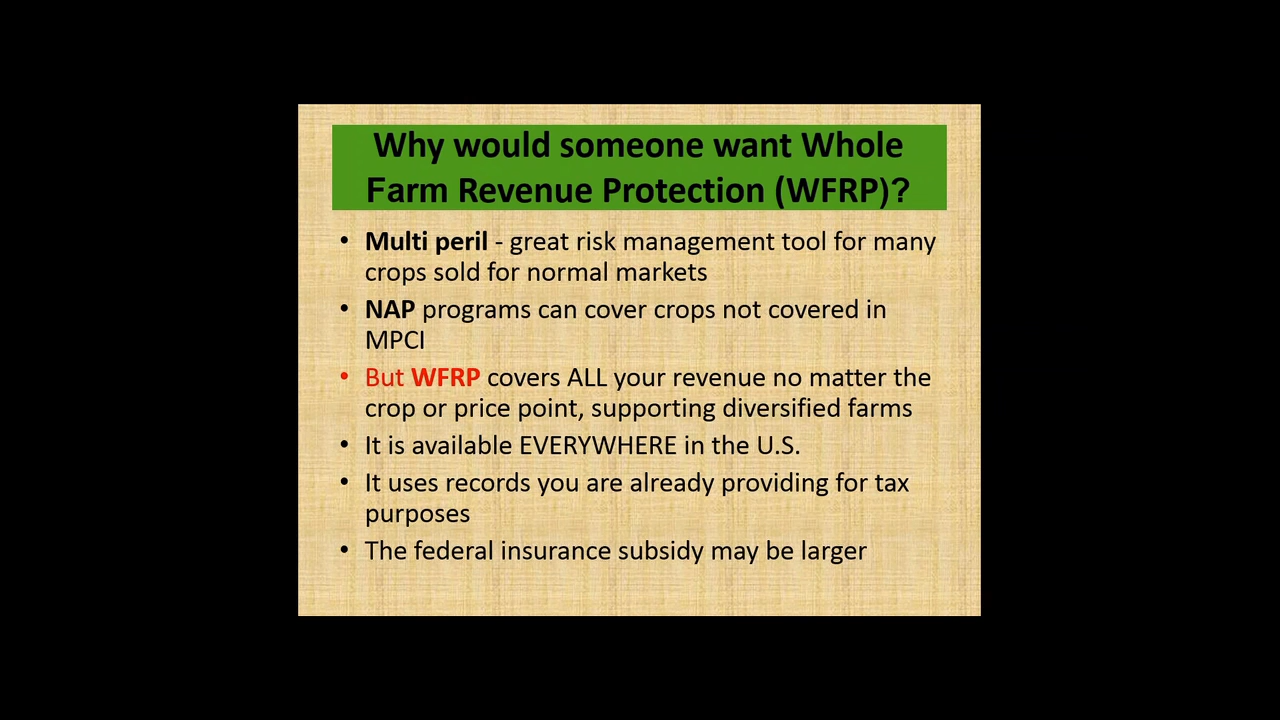 Why would someone want Whole
Farm Revenue Protection (WFRP)?
• Multi peril - great risk management tool for many
crops sold for normal markets
• NAP programs can cover crops not covered in
MPCI
• But WFRP covers ALL your revenue no matter the
crop or price point, supporting diversified farms
• It is available EVERYWHERE in the U.S.
• It uses records you are already providing for tax
purposes
• The federal insurance subsidy may be larger